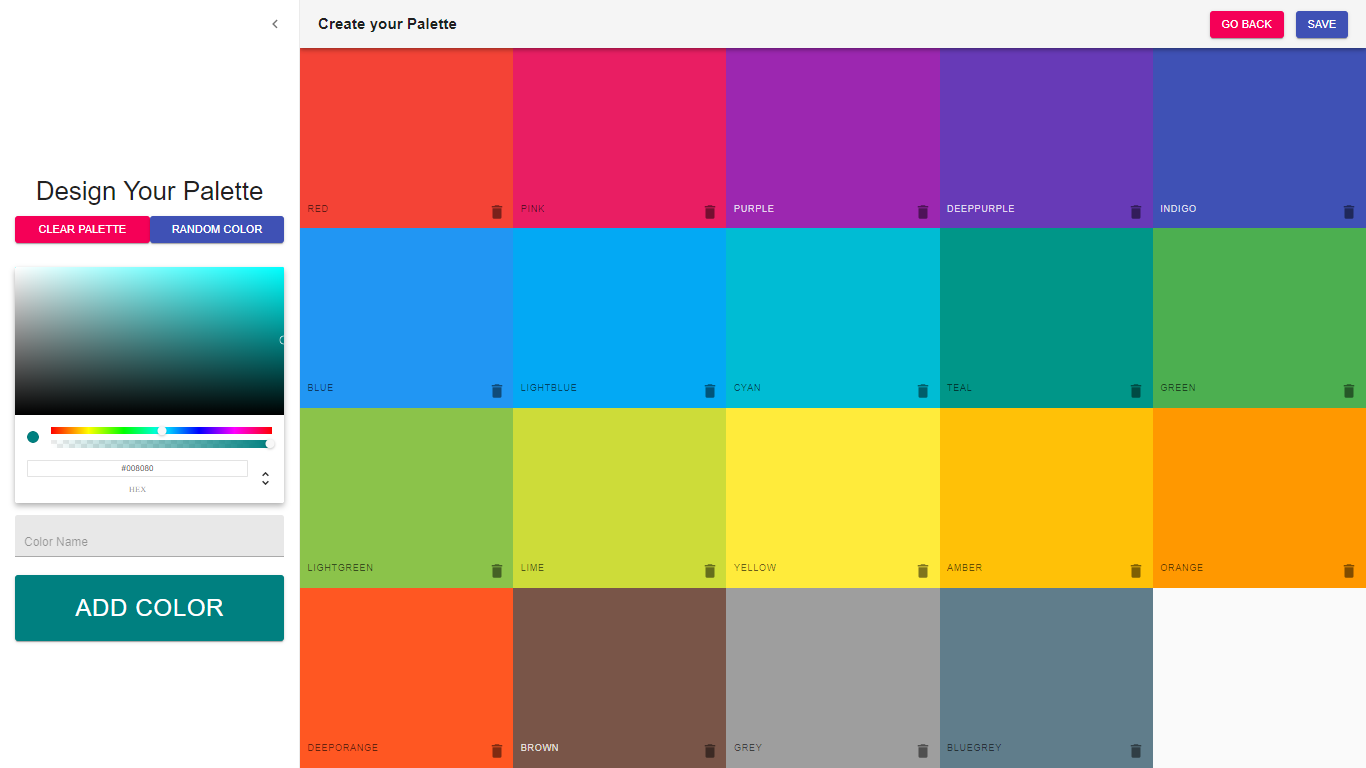 Create your Palette
GO BACK
SAVE
Design Your Palette
CLEAR PALETTE
RANDOM COLOR
#008080
HEX
Color Name
ADD COLOR
RED
PINK
PURPLE
DEEPPURPLE
INDIGO
BLUE
LIGHTBLUE
CYAN
TEAL
GREEN
LIGHTGREEN
LIME
YELLOW
AMBER
ORANGE
DEEPORANGE
BROWN
GREY
BLUEGREY